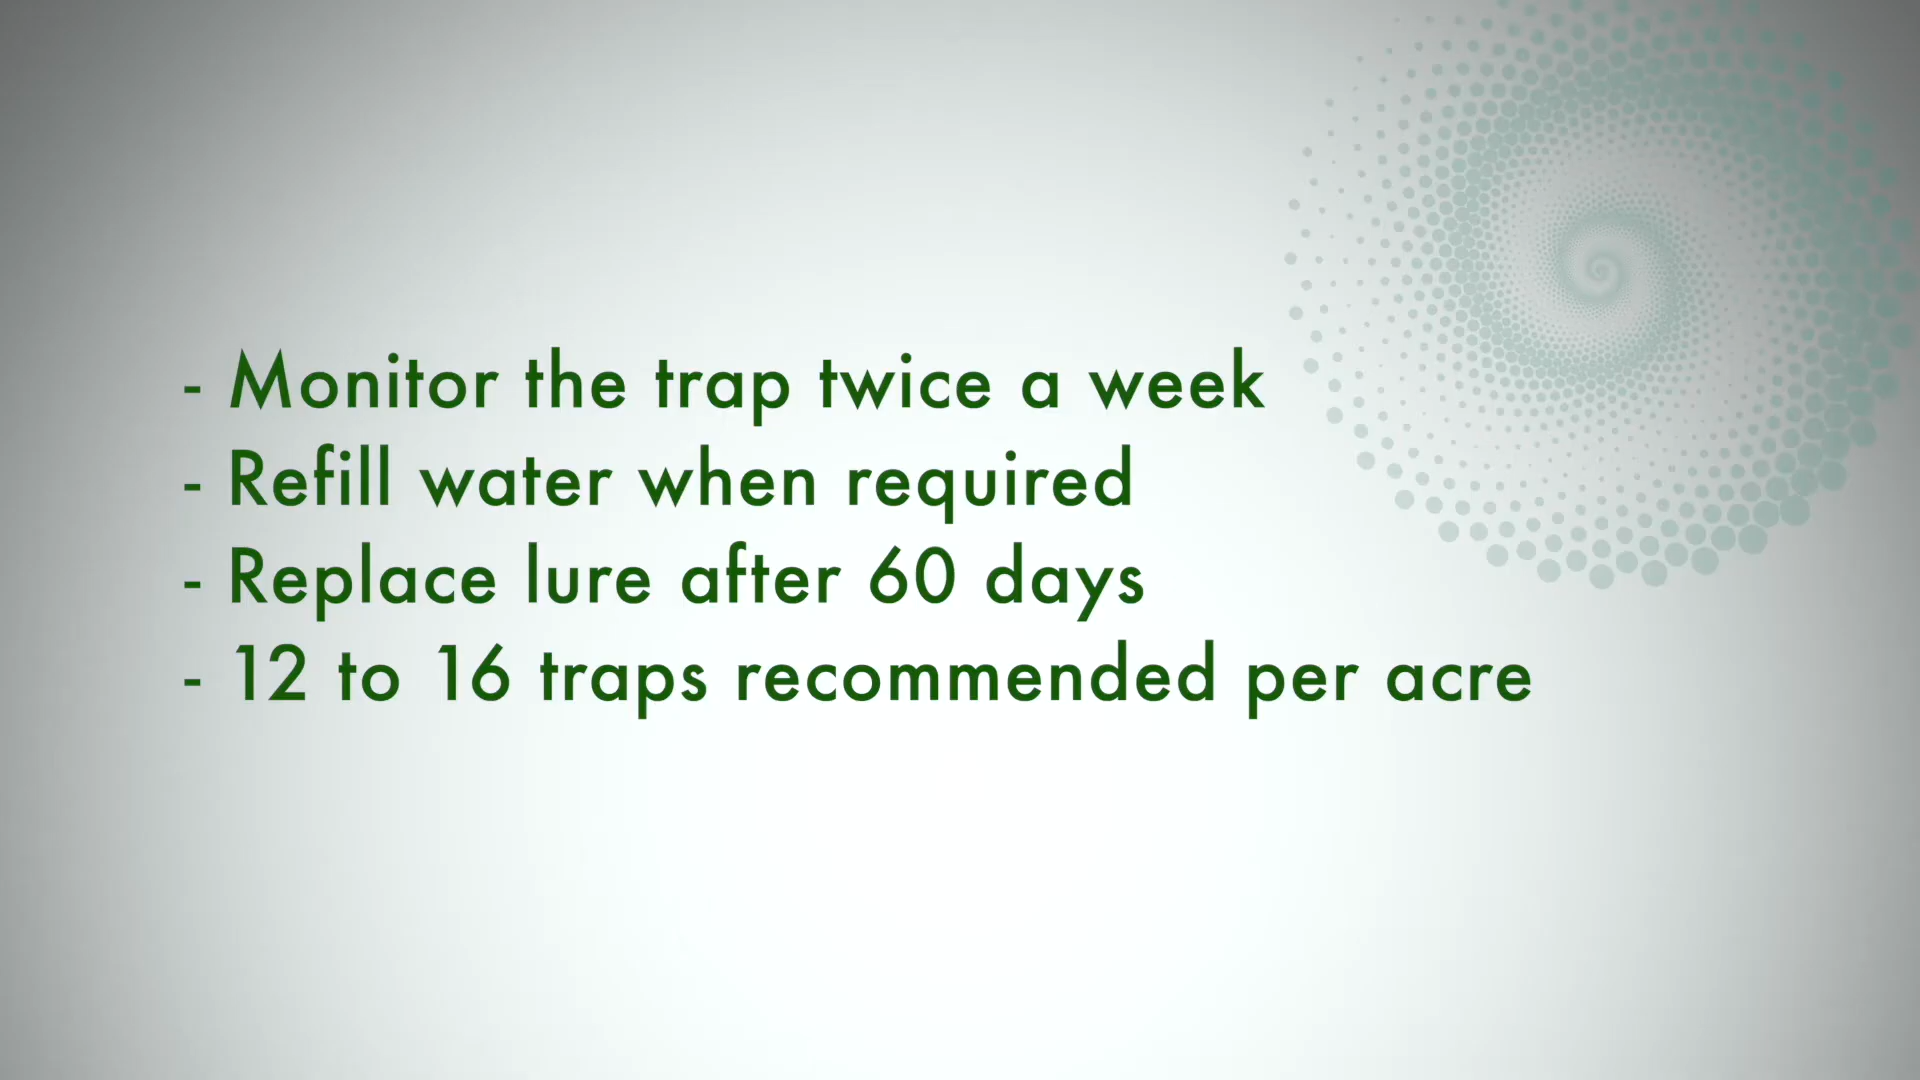 - Monitor the trap twice a week
- Refill water when required
- Replace lure after 60 days
- 12 to 16 traps recommended per acre